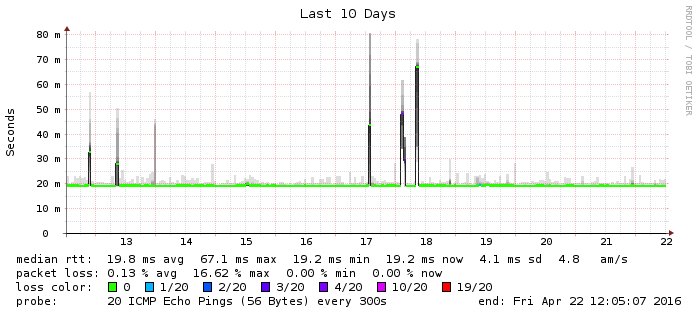 Last 10 Days
RRDTOOL / TOBI OETIKER
Seconds
80 m
70 m
60 m
50 m
40 m
30 m
20 m
10 m
0
13 14 15 16 17 18 19 20 21 22
median rtt: 19.8 ms avg 67.1 ms max 19.2 ms min 19.2 ms now 4.1 ms sd 4.8 am/s
packet loss: 0.13 % avg 16.62 % max 0.00 % min 0.00 % now
loss color: 0 1/20 2/20 3/20 4/20 10/20 19/20
probe: 20 ICMP Echo Pings (56 Bytes) every 300s end: Fri Apr 22 12:05:07 2016